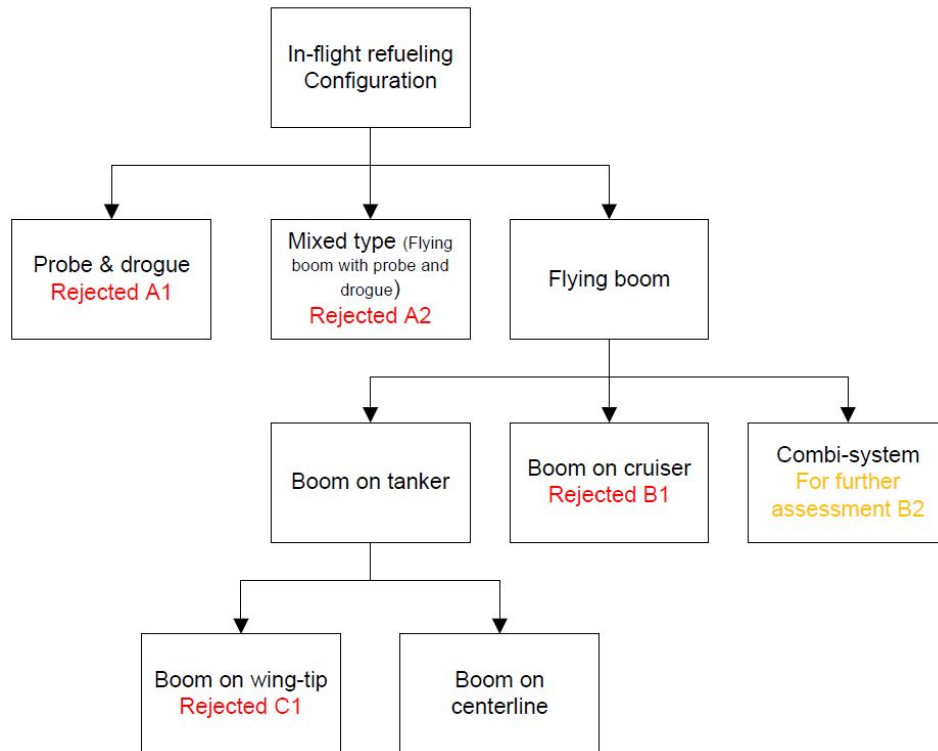 In-flight refueling
Configuration
Probe & drogue
Rejected A1
Mixed type (Flying
boom with probe and
drogue)
Rejected A2
Flying boom
Boom on tanker
Boom on cruiser
Rejected B1
Combi-system
For further
assessment B2
Boom on wing-tip
Rejected C1
Boom on
centerline